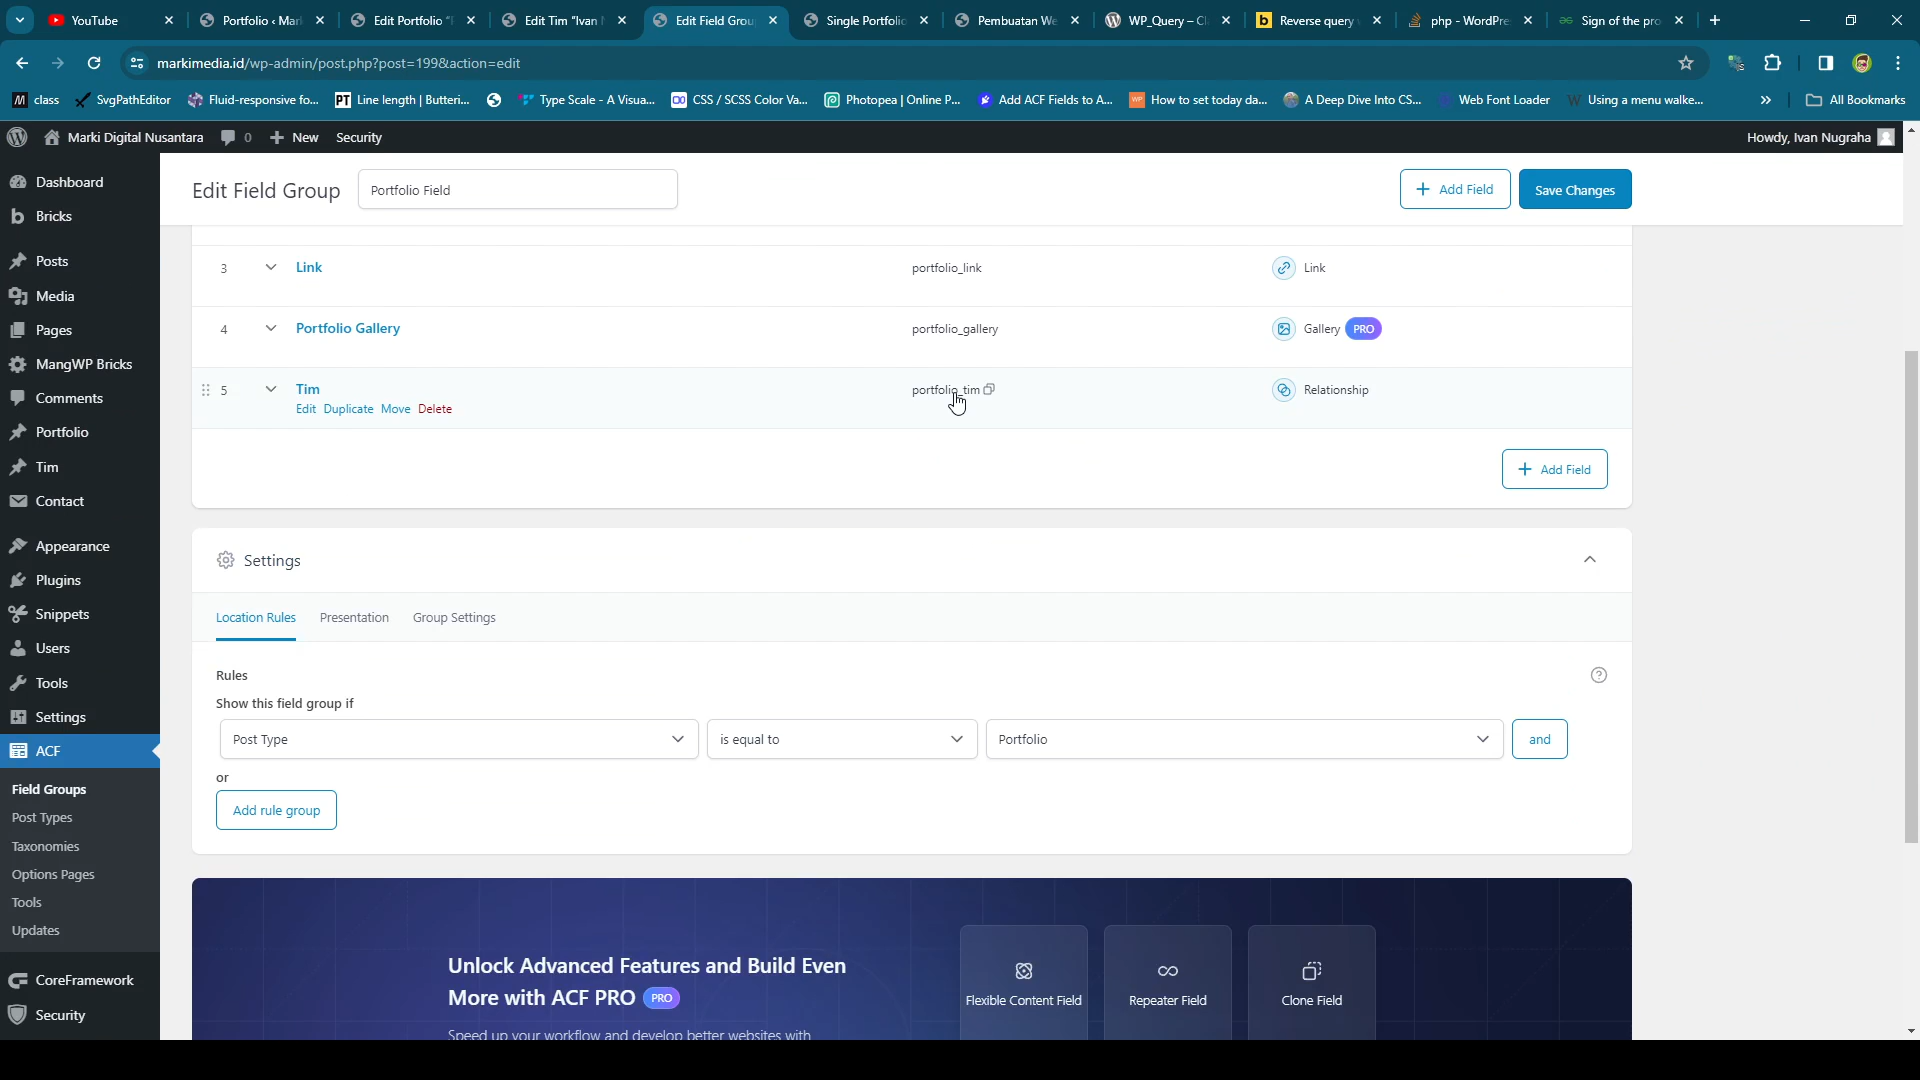 YouTube
Portfolio ‹ Mar
Edit Portfolio "
Edit Tim "Ivan
Edit Field Grou
Single Portfolio
Pembuatan We
WP_Query – C
Reverse query
php - WordPre
Sign of the pro
markimedia.id/wp-admin/post.php?post=199&action=edit
class
SvgPathEditor
Fluid-responsive fo...
Line length | Butteri...
Type Scale - A Visua...
CSS / SCSS Color Va...
Photopea | Online P...
Add ACF Fields to A...
How to set today da...
A Deep Dive Into CS...
Web Font Loader
Using a menu walke...
»
All Bookmarks
Marki Digital Nusantara
0
New
Security
Howdy, Ivan Nugraha
Dashboard
Bricks
Posts
Media
Pages
MangWP Bricks
Comments
Portfolio
Tim
Contact
Appearance
Plugins
Snippets
Users
Tools
Settings
ACF
Field Groups
Post Types
Taxonomies
Options Pages
Tools
Updates
CoreFramework
Security
Edit Field Group
Portfolio Field
+ Add Field
Save Changes
3 Link portfolio_link Link
4 Portfolio Gallery portfolio_gallery Gallery PRO
5 Tim portfolio_tim Relationship
Edit Duplicate Move Delete
+ Add Field
Settings
Location Rules Presentation Group Settings
Rules
Show this field group if
Post Type is equal to Portfolio and
or
Add rule group
Unlock Advanced Features and Build Even
More with ACF PRO PRO
Speed up your workflow and develop better websites with
Flexible Content Field
Repeater Field
Clone Field